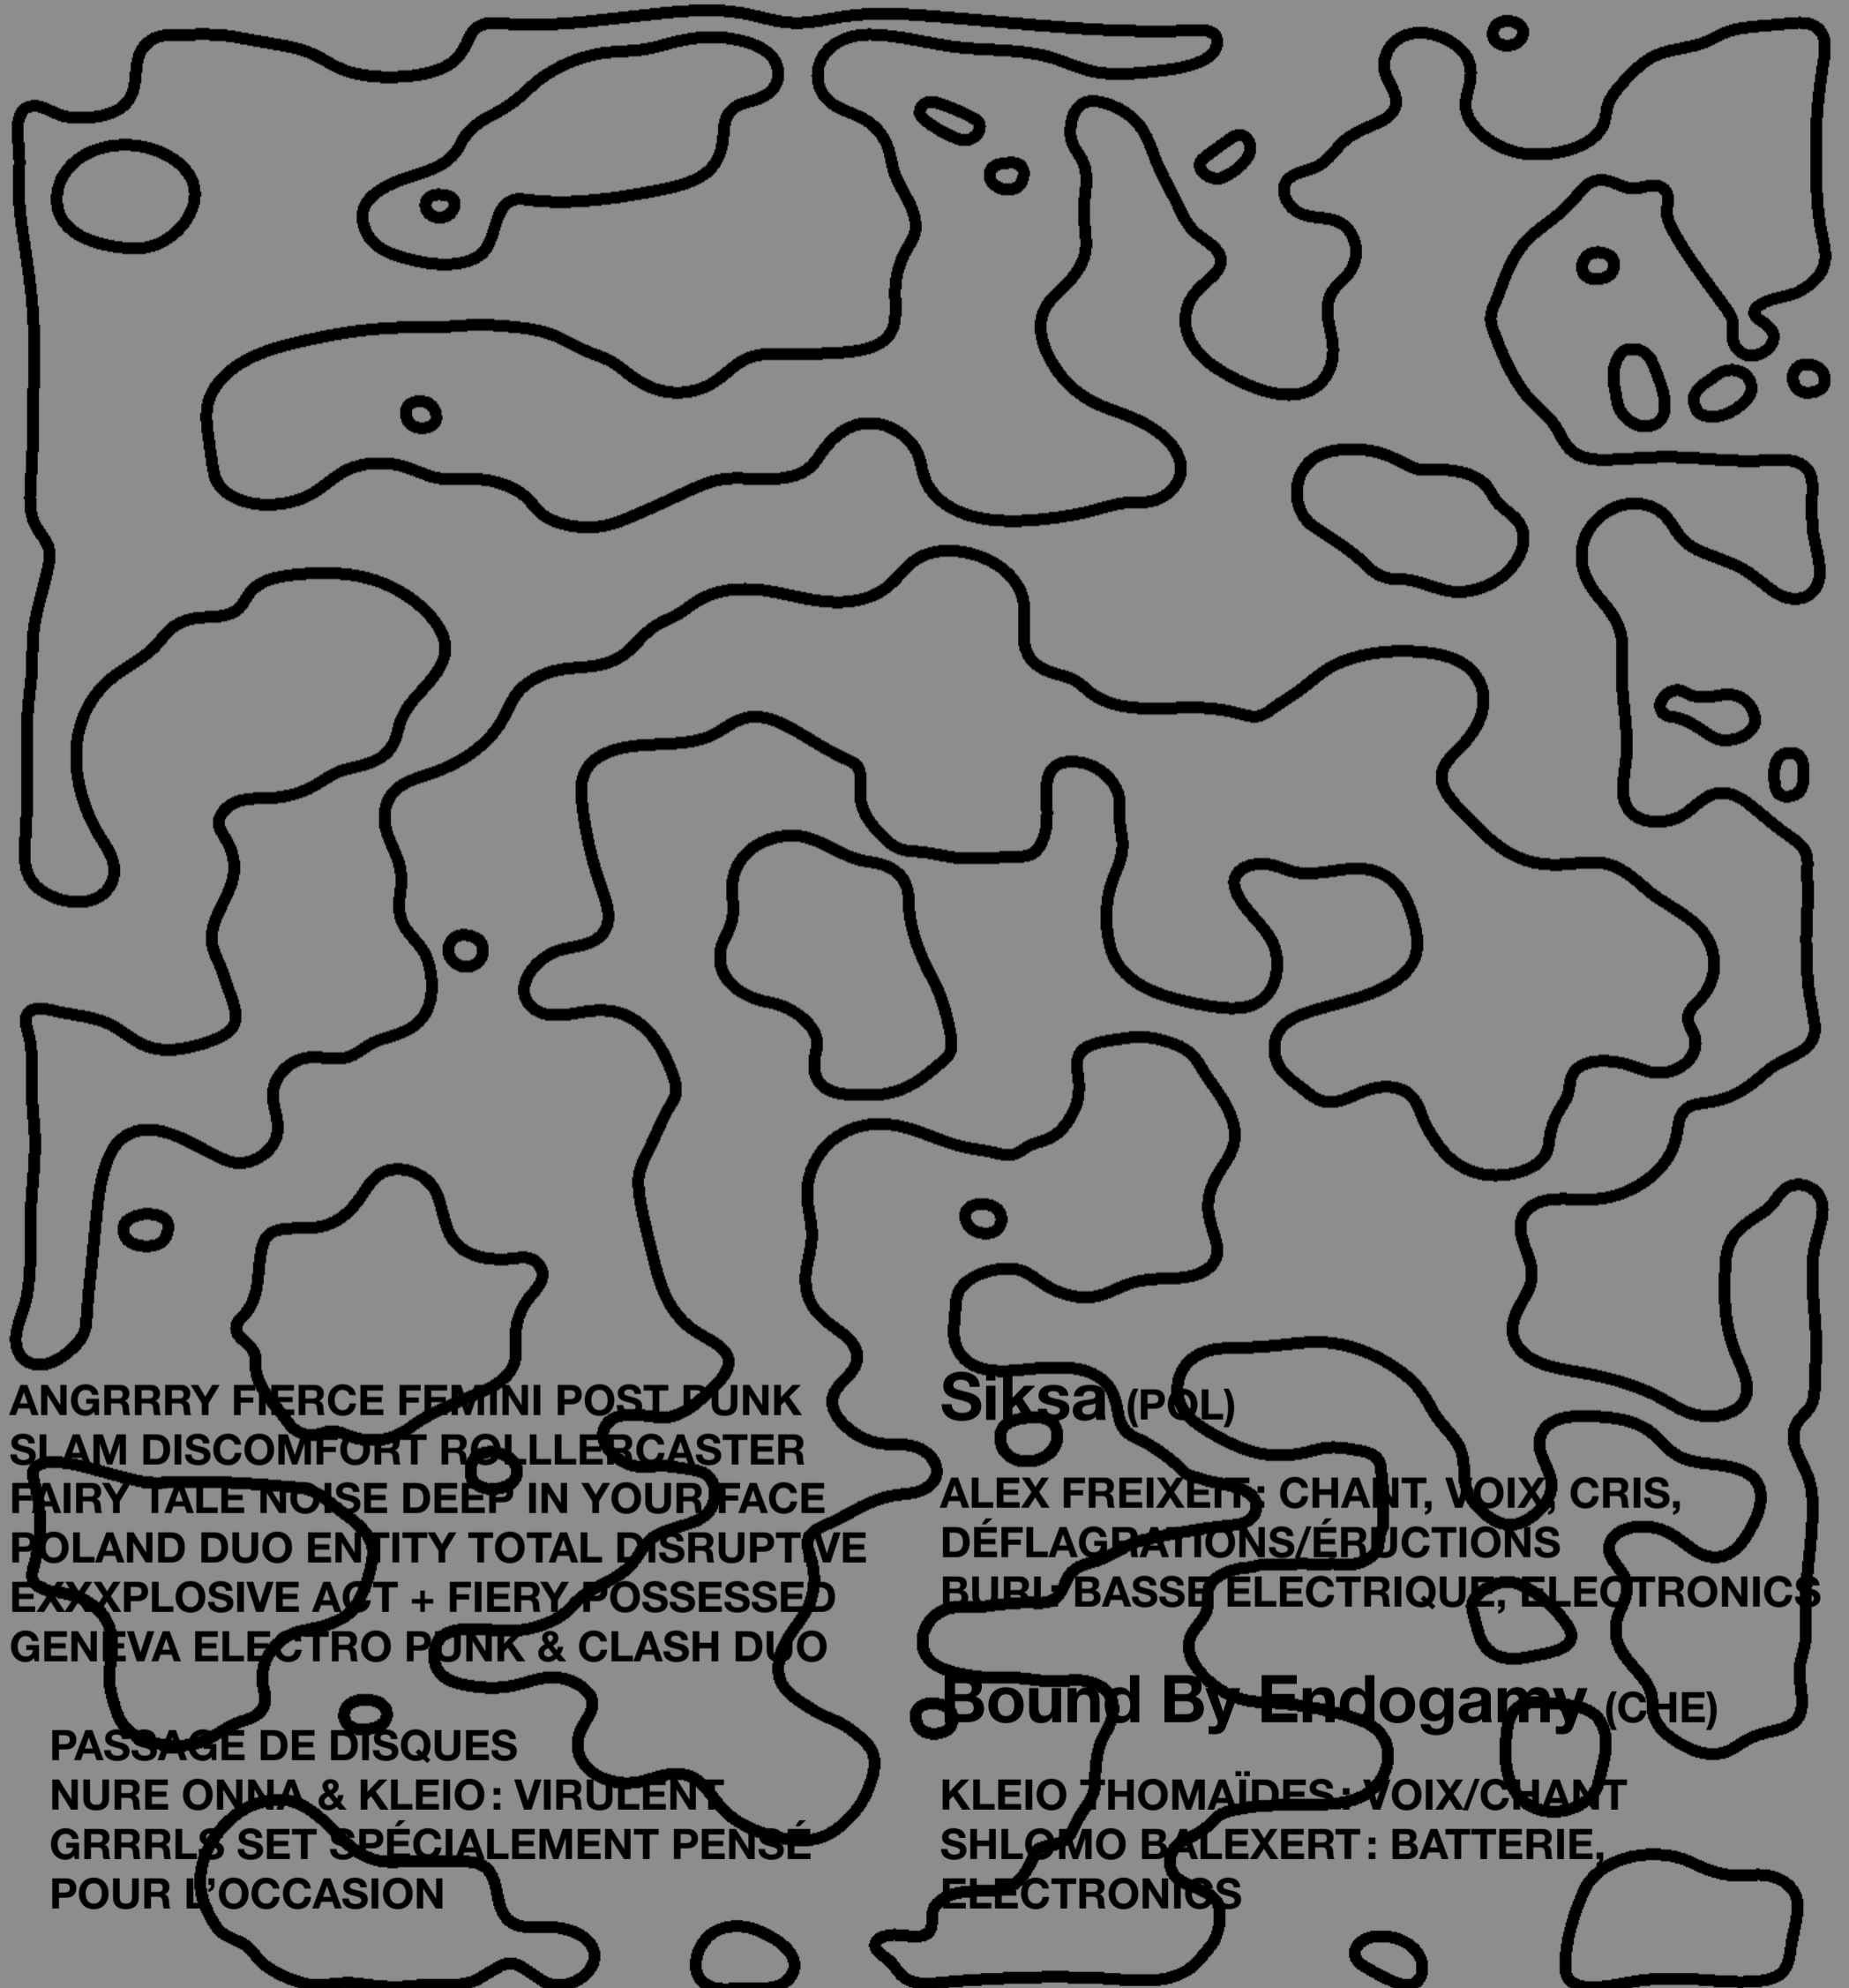 ANGRRRY FIERCE FEMINI POST PUNK
SLAM DISCOMFORT ROLLLERCASTER
FAIRY TALE NOISE DEEP IN YOUR FACE
POLAND DUO ENTITY TOTAL DISRUPTIVE
EXXXPLOSIVE ACT + FIERY POSSESSED
GENEVA ELECTRO PUNK & CLASH DUO
PASSAGE DE DISQUES
NURE ONNA & KLEIO : VIRULENT
GRRRLS SET SPÉCIALEMENT PENSÉ
POUR L'OCCASION
Siksa (POL)
ALEX FREIXEIT : CHANT, VOIX, CRIS,
DÉFLAGRATIONS/ÉRUCTIONS
BURI : BASSE ELECTRIQUE, ELECTRONICS
Bound By Endogamy (CHE)
KLEIO THOMAÏDES : VOIX/CHANT
SHLOMO BALEXERT : BATTERIE,
ELECTRONICS